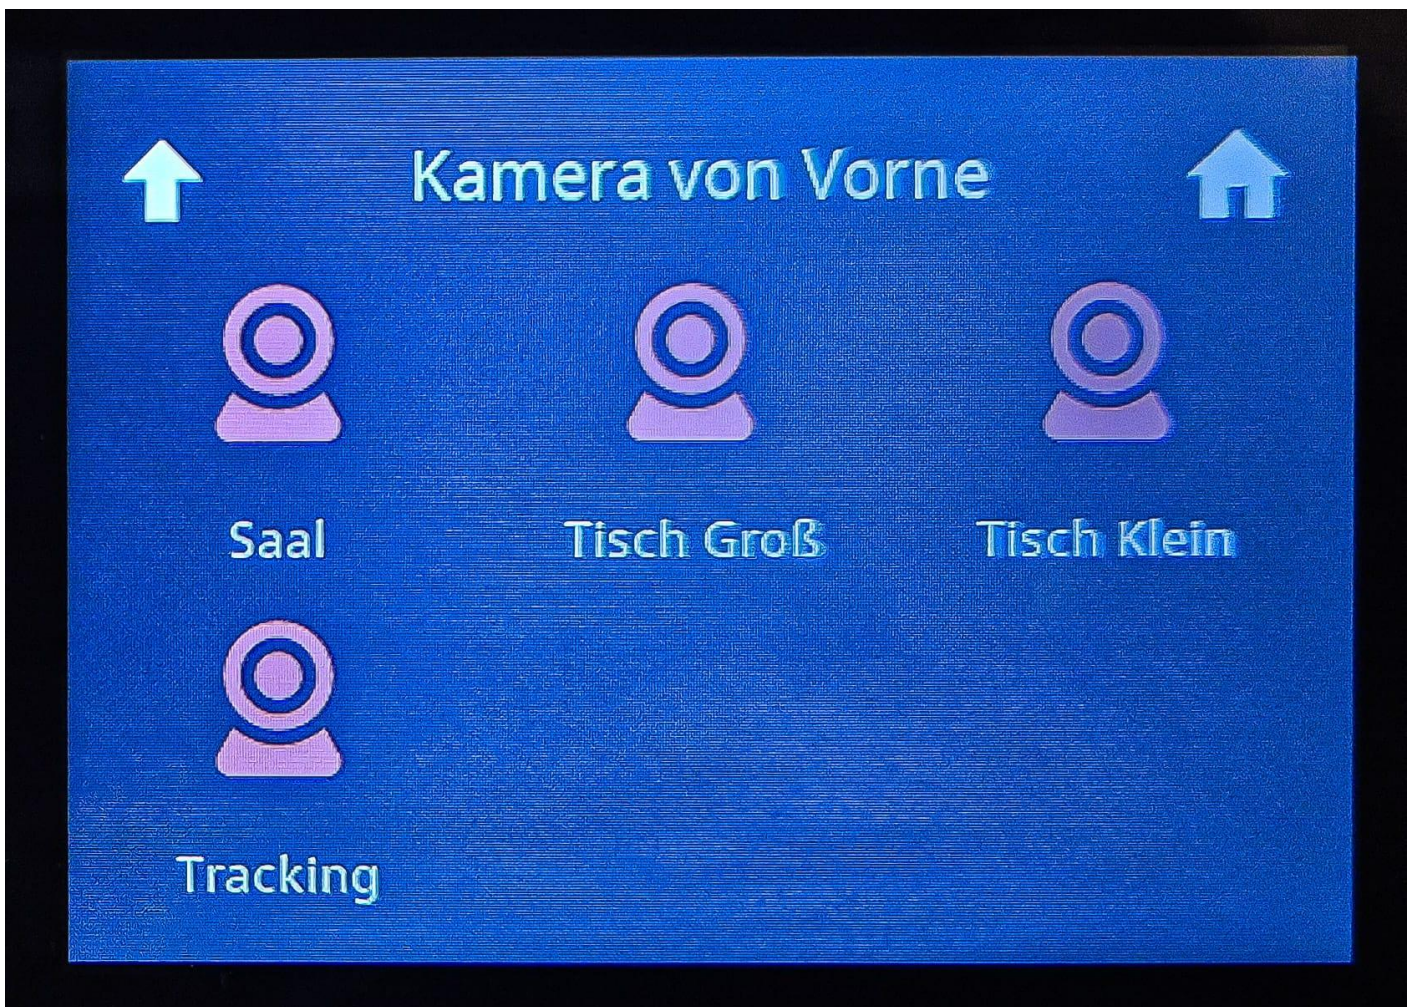 Kamera von Vorne
Saal
Tisch Groß
Tisch Klein
Tracking